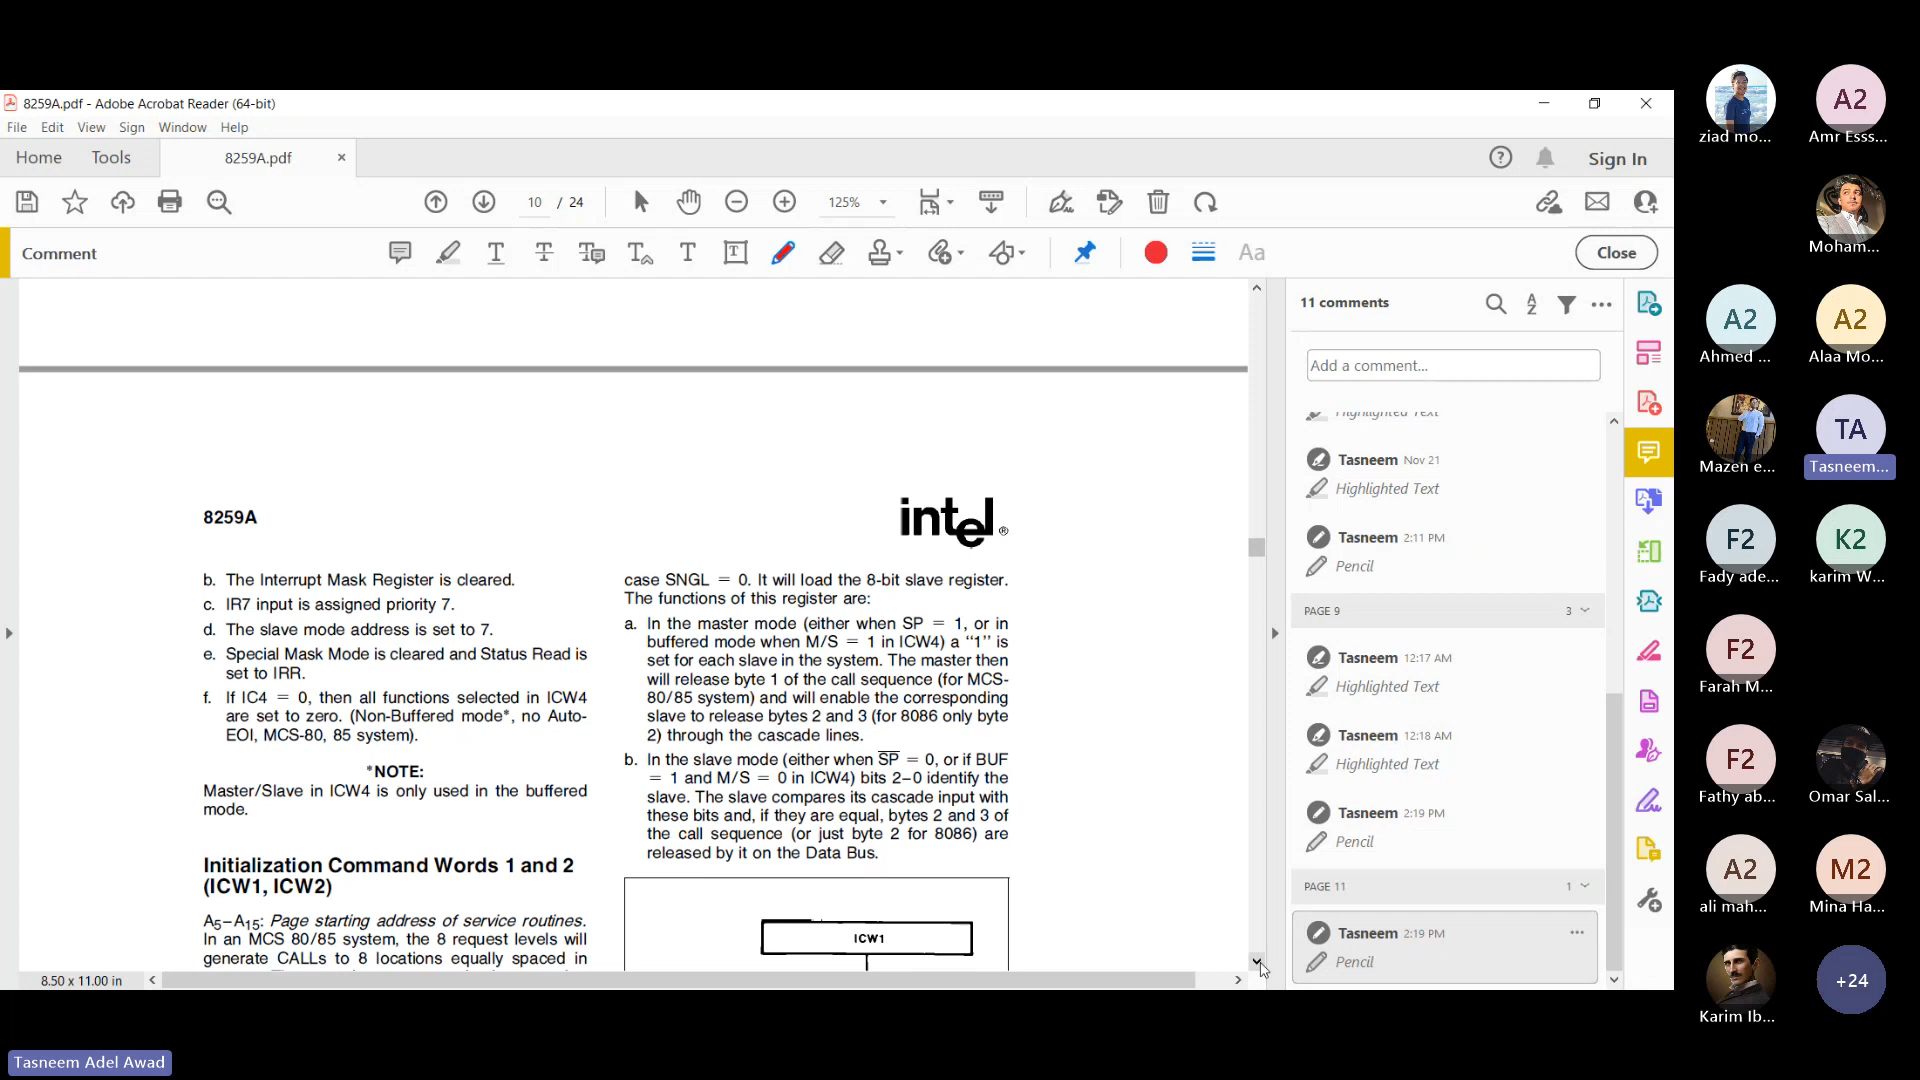 8259A.pdf - Adobe Acrobat Reader (64-bit)
File Edit View Sign Window Help
Home Tools 8259A.pdf Sign In
10 / 24 125%
Comment
Close
8259A
intel®
b. The Interrupt Mask Register is cleared.
c. IR7 input is assigned priority 7.
d. The slave mode address is set to 7.
e. Special Mask Mode is cleared and Status Read is
set to IRR.
f. If IC4 = 0, then all functions selected in ICW4
are set to zero. (Non-Buffered mode*, no Auto-
EOI, MCS-80, 85 system).
*NOTE:
Master/Slave in ICW4 is only used in the buffered
mode.
Initialization Command Words 1 and 2
(ICW1, ICW2)
A5–A15: Page starting address of service routines.
In an MCS 80/85 system, the 8 request levels will
generate CALLs to 8 locations equally spaced in
case SNGL = 0. It will load the 8-bit slave register.
The functions of this register are:
a. In the master mode (either when SP = 1, or in
buffered mode when M/S = 1 in ICW4) a “1” is
set for each slave in the system. The master then
will release byte 1 of the call sequence (for MCS-
80/85 system) and will enable the corresponding
slave to release bytes 2 and 3 (for 8086 only byte
2) through the cascade lines.
b. In the slave mode (either when SP = 0, or if BUF
= 1 and M/S = 0 in ICW4) bits 2–0 identify the
slave. The slave compares its cascade input with
these bits and, if they are equal, bytes 2 and 3 of
the call sequence (or just byte 2 for 8086) are
released by it on the Data Bus.
ICW1
8.50 x 11.00 in
11 comments
Add a comment...
Highlighted Text
Tasneem Nov 21
Highlighted Text
Tasneem 2:11 PM
Pencil
PAGE 9 3
Tasneem 12:17 AM
Highlighted Text
Tasneem 12:18 AM
Highlighted Text
Tasneem 2:19 PM
Pencil
PAGE 11 1
Tasneem 2:19 PM
Pencil
A2
ziad mo... Amr Esss...
Moham...
A2 A2
Ahmed ... Alaa Mo...
TA
Mazen e... Tasneem...
F2 K2
Fady ade... karim W...
F2
Farah M...
F2
Fathy ab... Omar Sal...
A2 M2
ali mah... Mina Ha...
+24
Karim Ib...
Tasneem Adel Awad